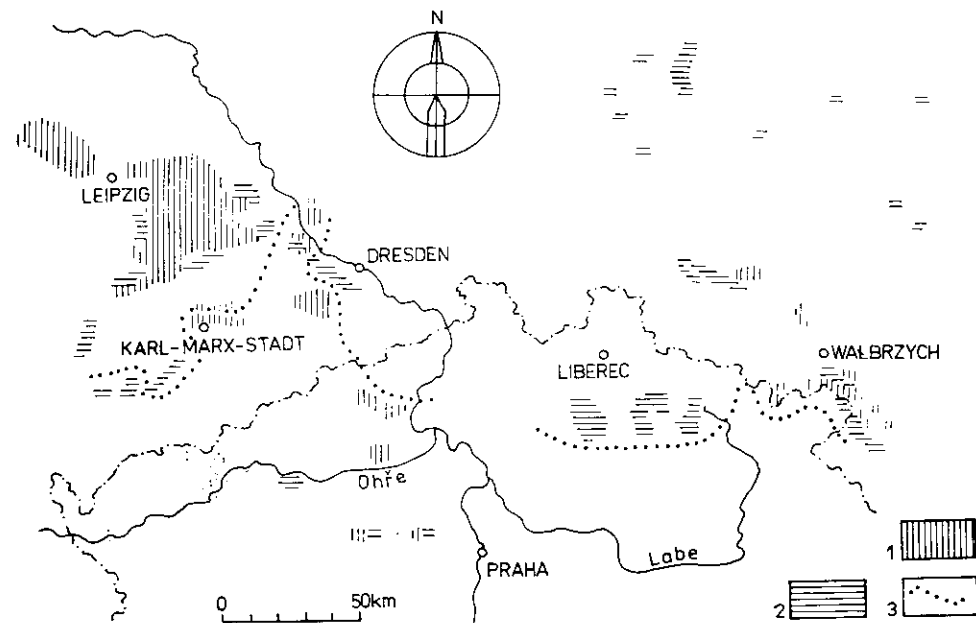 N
LEIPZIG
DRESDEN
KARL-MARX-STADT
LIBEREC
WAŁBRZYCH
Ohře
Labe
PRAHA
0 50km
1
2
3